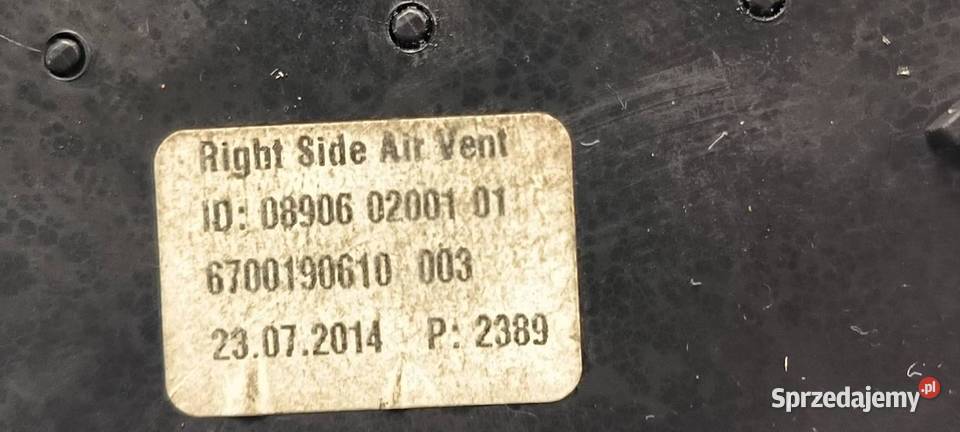 Right Side Air Vent
ID: 08906 02001 01
6700190610 003
23.07.2014 P: 2389
Sprzedajemy.pl